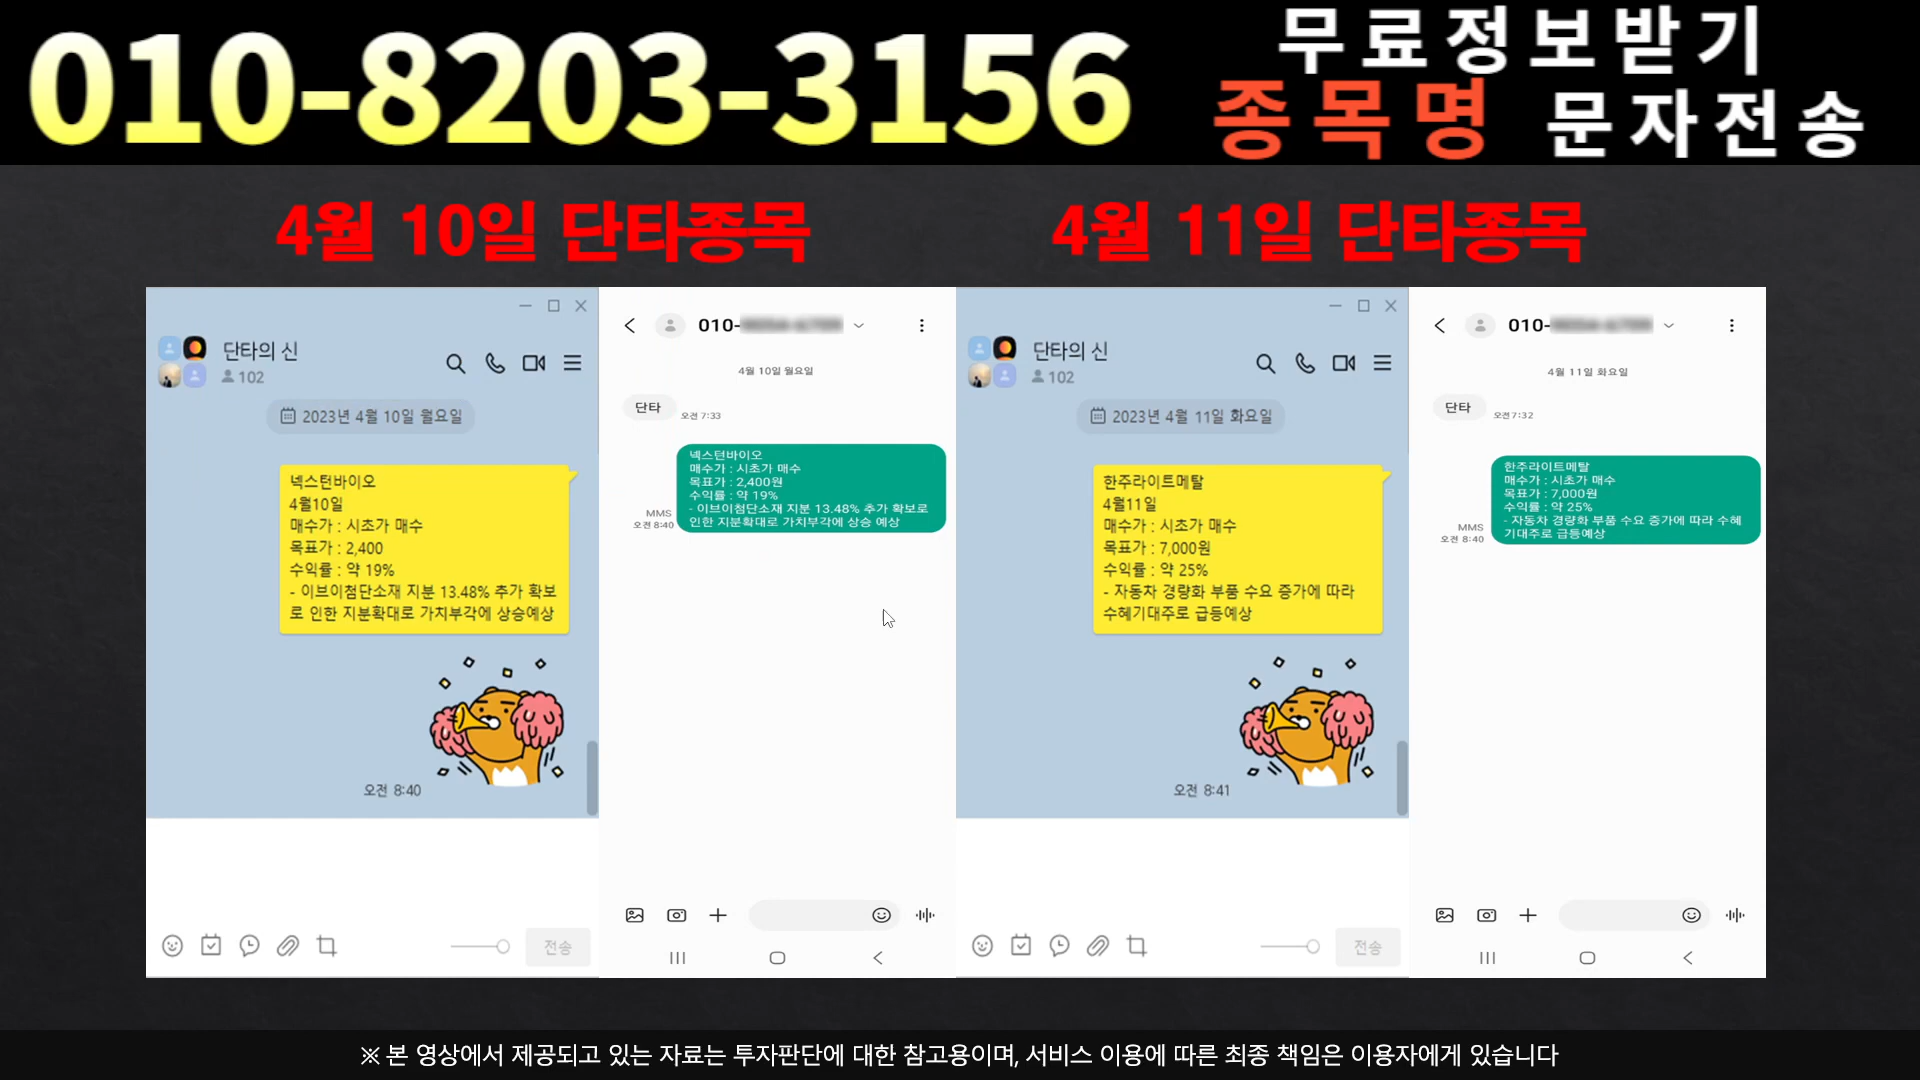 010-8203-3156
무료정보받기
종목명 문자전송
4월 10일 단타종목
4월 11일 단타종목
단타의 신
102
2023년 4월 10일 월요일
넥스턴바이오
4월10일
매수가 : 시초가 매수
목표가 : 2,400
수익률 : 약 19%
- 이브이첨단소재 지분 13.48% 추가 확보
로 인한 지분확대로 가치부각에 상승예상
오전 8:40
전송
010-
4월 10일 월요일
단타
오전 7:33
넥스턴바이오
매수가 : 시초가 매수
목표가 : 2,400원
수익률 : 약 19%
- 이브이첨단소재 지분 13.48% 추가 확보로
인한 지분확대로 가치부각에 상승 예상
MMS
오전 8:40
단타의 신
102
2023년 4월 11일 화요일
한주라이트메탈
4월11일
매수가 : 시초가 매수
목표가 : 7,000원
수익률 : 약 25%
- 자동차 경량화 부품 수요 증가에 따라
수혜기대주로 급등예상
오전 8:41
전송
010-
4월 11일 화요일
단타
오전 7:32
한주라이트메탈
매수가 : 시초가 매수
목표가 : 7,000원
수익률 : 약 25%
- 자동차 경량화 부품 수요 증가에 따라 수혜
기대주로 급등예상
MMS
오전 8:40
※ 본 영상에서 제공되고 있는 자료는 투자판단에 대한 참고용이며, 서비스 이용에 따른 최종 책임은 이용자에게 있습니다